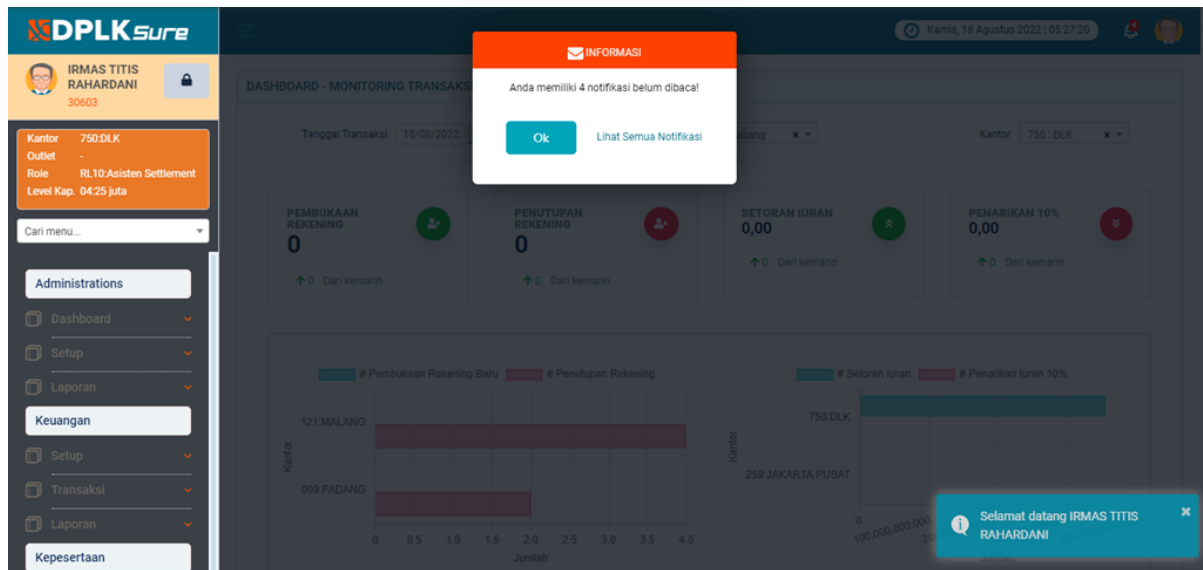 DPLKSure
IRMAS TITIS
RAHARDANI
30603
Kantor 750:DLK
Outlet -
Role RL10:Asisten Settlement
Level Kap. 04:25 juta
Cari menu...
Administrations
Dashboard
Setup
Laporan
Keuangan
Setup
Transaksi
Laporan
Kepesertaan
Kamis, 18 Agustus 2022 | 05:27:20
INFORMASI
Anda memiliki 4 notifikasi belum dibaca!
Ok Lihat Semua Notifikasi
DASHBOARD - MONITORING TRANSAKS
Tanggal Transaksi 18/08/2022 abang Kantor 750 : DLK
PEMBUKAAN
REKENING
0
0 Dari kemarin
PENUTUPAN
REKENING
0
0 Dari kemarin
SETORAN IURAN
0,00
0 Dari kemarin
PENARIKAN 10%
0,00
0 Dari kemarin
# Pembukaan Rekening Baru # Penutupan Rekening
Kantor
121:MALANG
009:PADANG
0 0.5 1.0 1.5 2.0 2.5 3.0 3.5 4.0
Jumlah
# Setoran Iuran # Penarikan Iuran 10%
Kantor
750:DLK
259:JAKARTA PUSAT
0
100,000,000,000
Jumlah
Selamat datang IRMAS TITIS
RAHARDANI